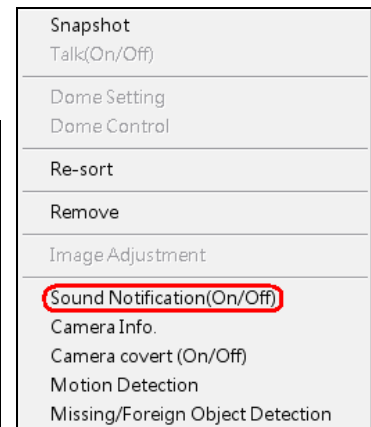 Snapshot
Talk(On/Off)
Dome Setting
Dome Control
Re-sort
Remove
Image Adjustment
Sound Notification(On/Off)
Camera Info.
Camera covert (On/Off)
Motion Detection
Missing/Foreign Object Detection